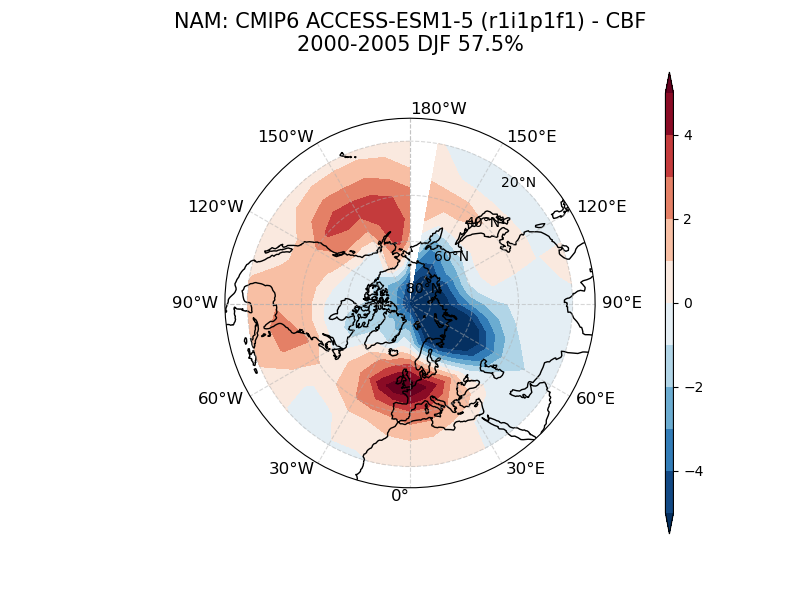 NAM: CMIP6 ACCESS-ESM1-5 (r1i1p1f1) - CBF
2000-2005 DJF 57.5%
180°W
150°W
150°E
120°W
120°E
90°W
90°E
60°W
60°E
30°W
30°E
0°
20°N
40°N
60°N
80°N
4
2
0
−2
−4